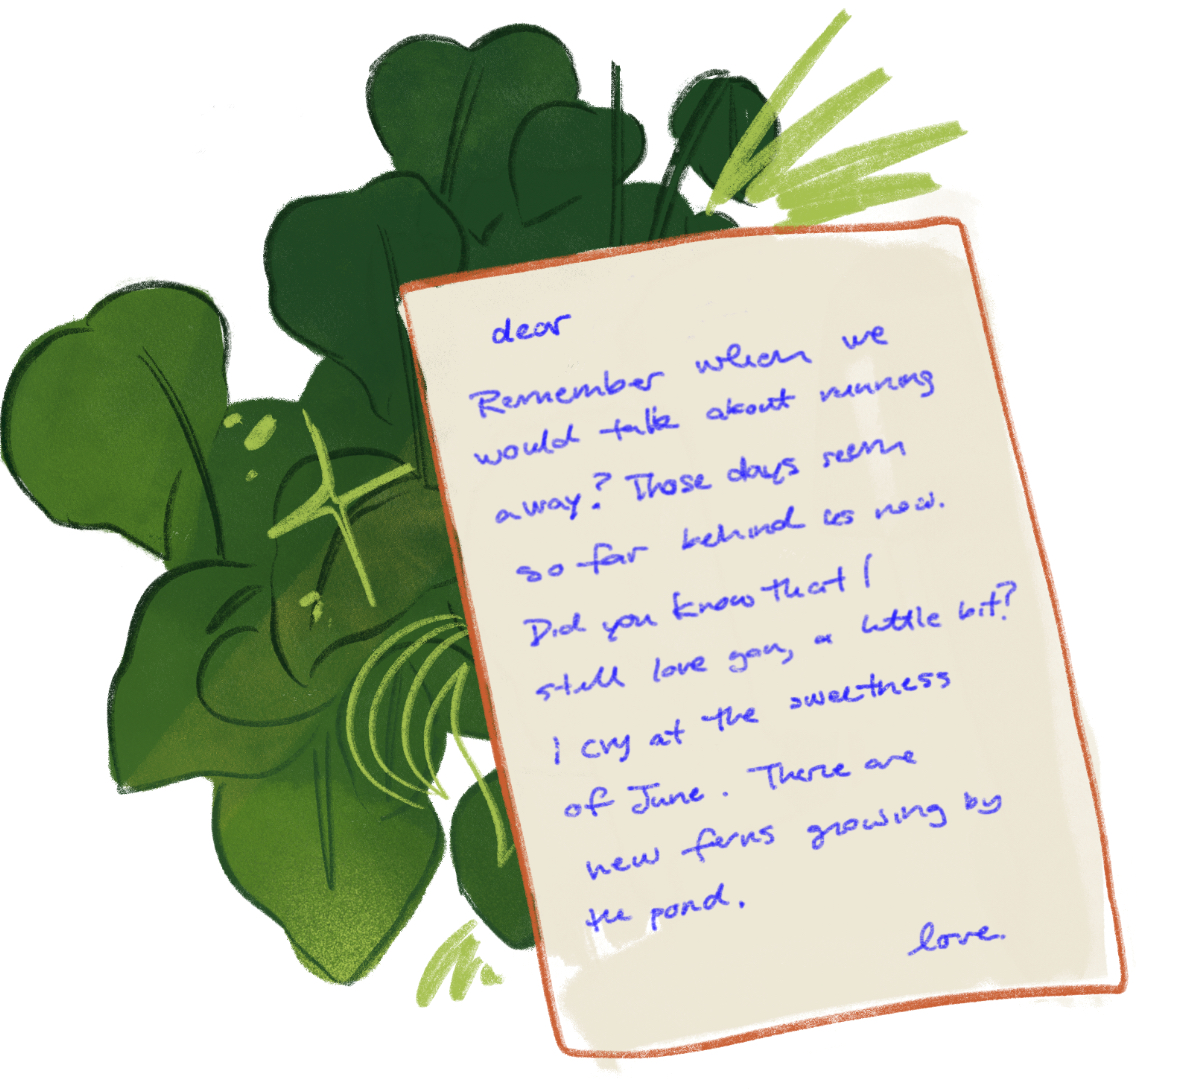 dear
Remember when we
would talk about running
away? Those days seem
so far behind us now.
Did you know that I
still love you, a little bit?
I cry at the sweetness
of June. There are
new ferns growing by
the pond.
love.